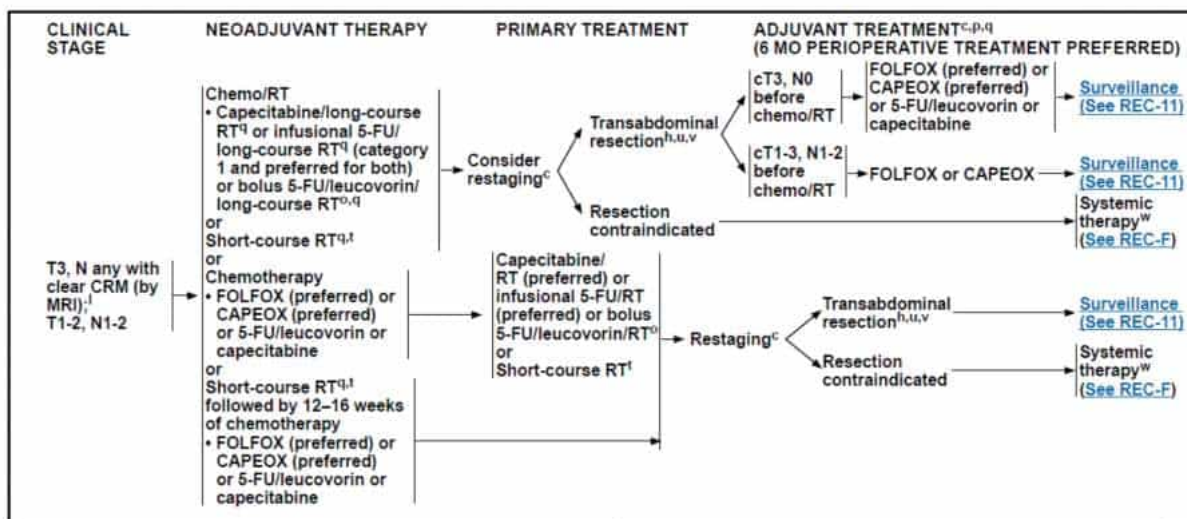 CLINICAL STAGE
NEOADJUVANT THERAPY
PRIMARY TREATMENT
ADJUVANT TREATMENTc,p,q
(6 MO PERIOPERATIVE TREATMENT PREFERRED)
T3, N any with
clear CRM (by
MRI);l
T1-2, N1-2
Chemo/RT
• Capecitabine/long-course
RTq or infusional 5-FU/
long-course RTq (category
1 and preferred for both)
or bolus 5-FU/leucovorin/
long-course RTo,q
or
Short-course RTq,t
or
Chemotherapy
• FOLFOX (preferred) or
CAPEOX (preferred)
or 5-FU/leucovorin or
capecitabine
or
Short-course RTq,t
followed by 12–16 weeks
of chemotherapy
• FOLFOX (preferred) or
CAPEOX (preferred)
or 5-FU/leucovorin or
capecitabine
Consider
restagingc
Transabdominal
resectionh,u,v
Resection
contraindicated
cT3, N0
before
chemo/RT
FOLFOX (preferred) or
CAPEOX (preferred)
or 5-FU/leucovorin or
capecitabine
Surveillance
(See REC-11)
cT1-3, N1-2
before
chemo/RT
FOLFOX or CAPEOX
Surveillance
(See REC-11)
Systemic
therapyw
(See REC-F)
Capecitabine/
RT (preferred) or
infusional 5-FU/RT
(preferred) or bolus
5-FU/leucovorin/RTo
or
Short-course RTt
Restagingc
Transabdominal
resectionh,u,v
Surveillance
(See REC-11)
Resection
contraindicated
Systemic
therapyw
(See REC-F)